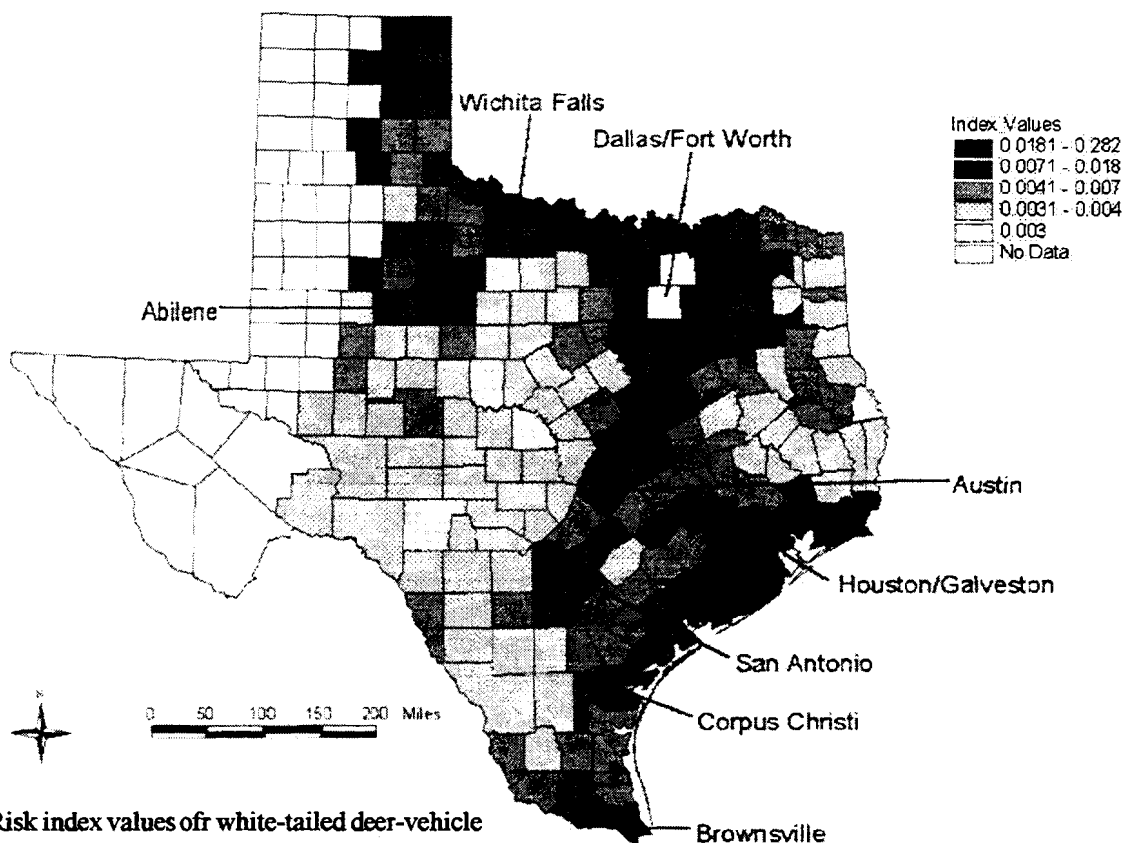 Wichita Falls
Dallas/Fort Worth
Index Values
0.0181 - 0.282
0.0071 - 0.018
0.0041 - 0.007
0.0031 - 0.004
0.003
No Data
Abilene
Austin
Houston/Galveston
San Antonio
Corpus Christi
N
0 50 100 150 200 Miles
Risk index values ofr white-tailed deer-vehicle
Brownsville